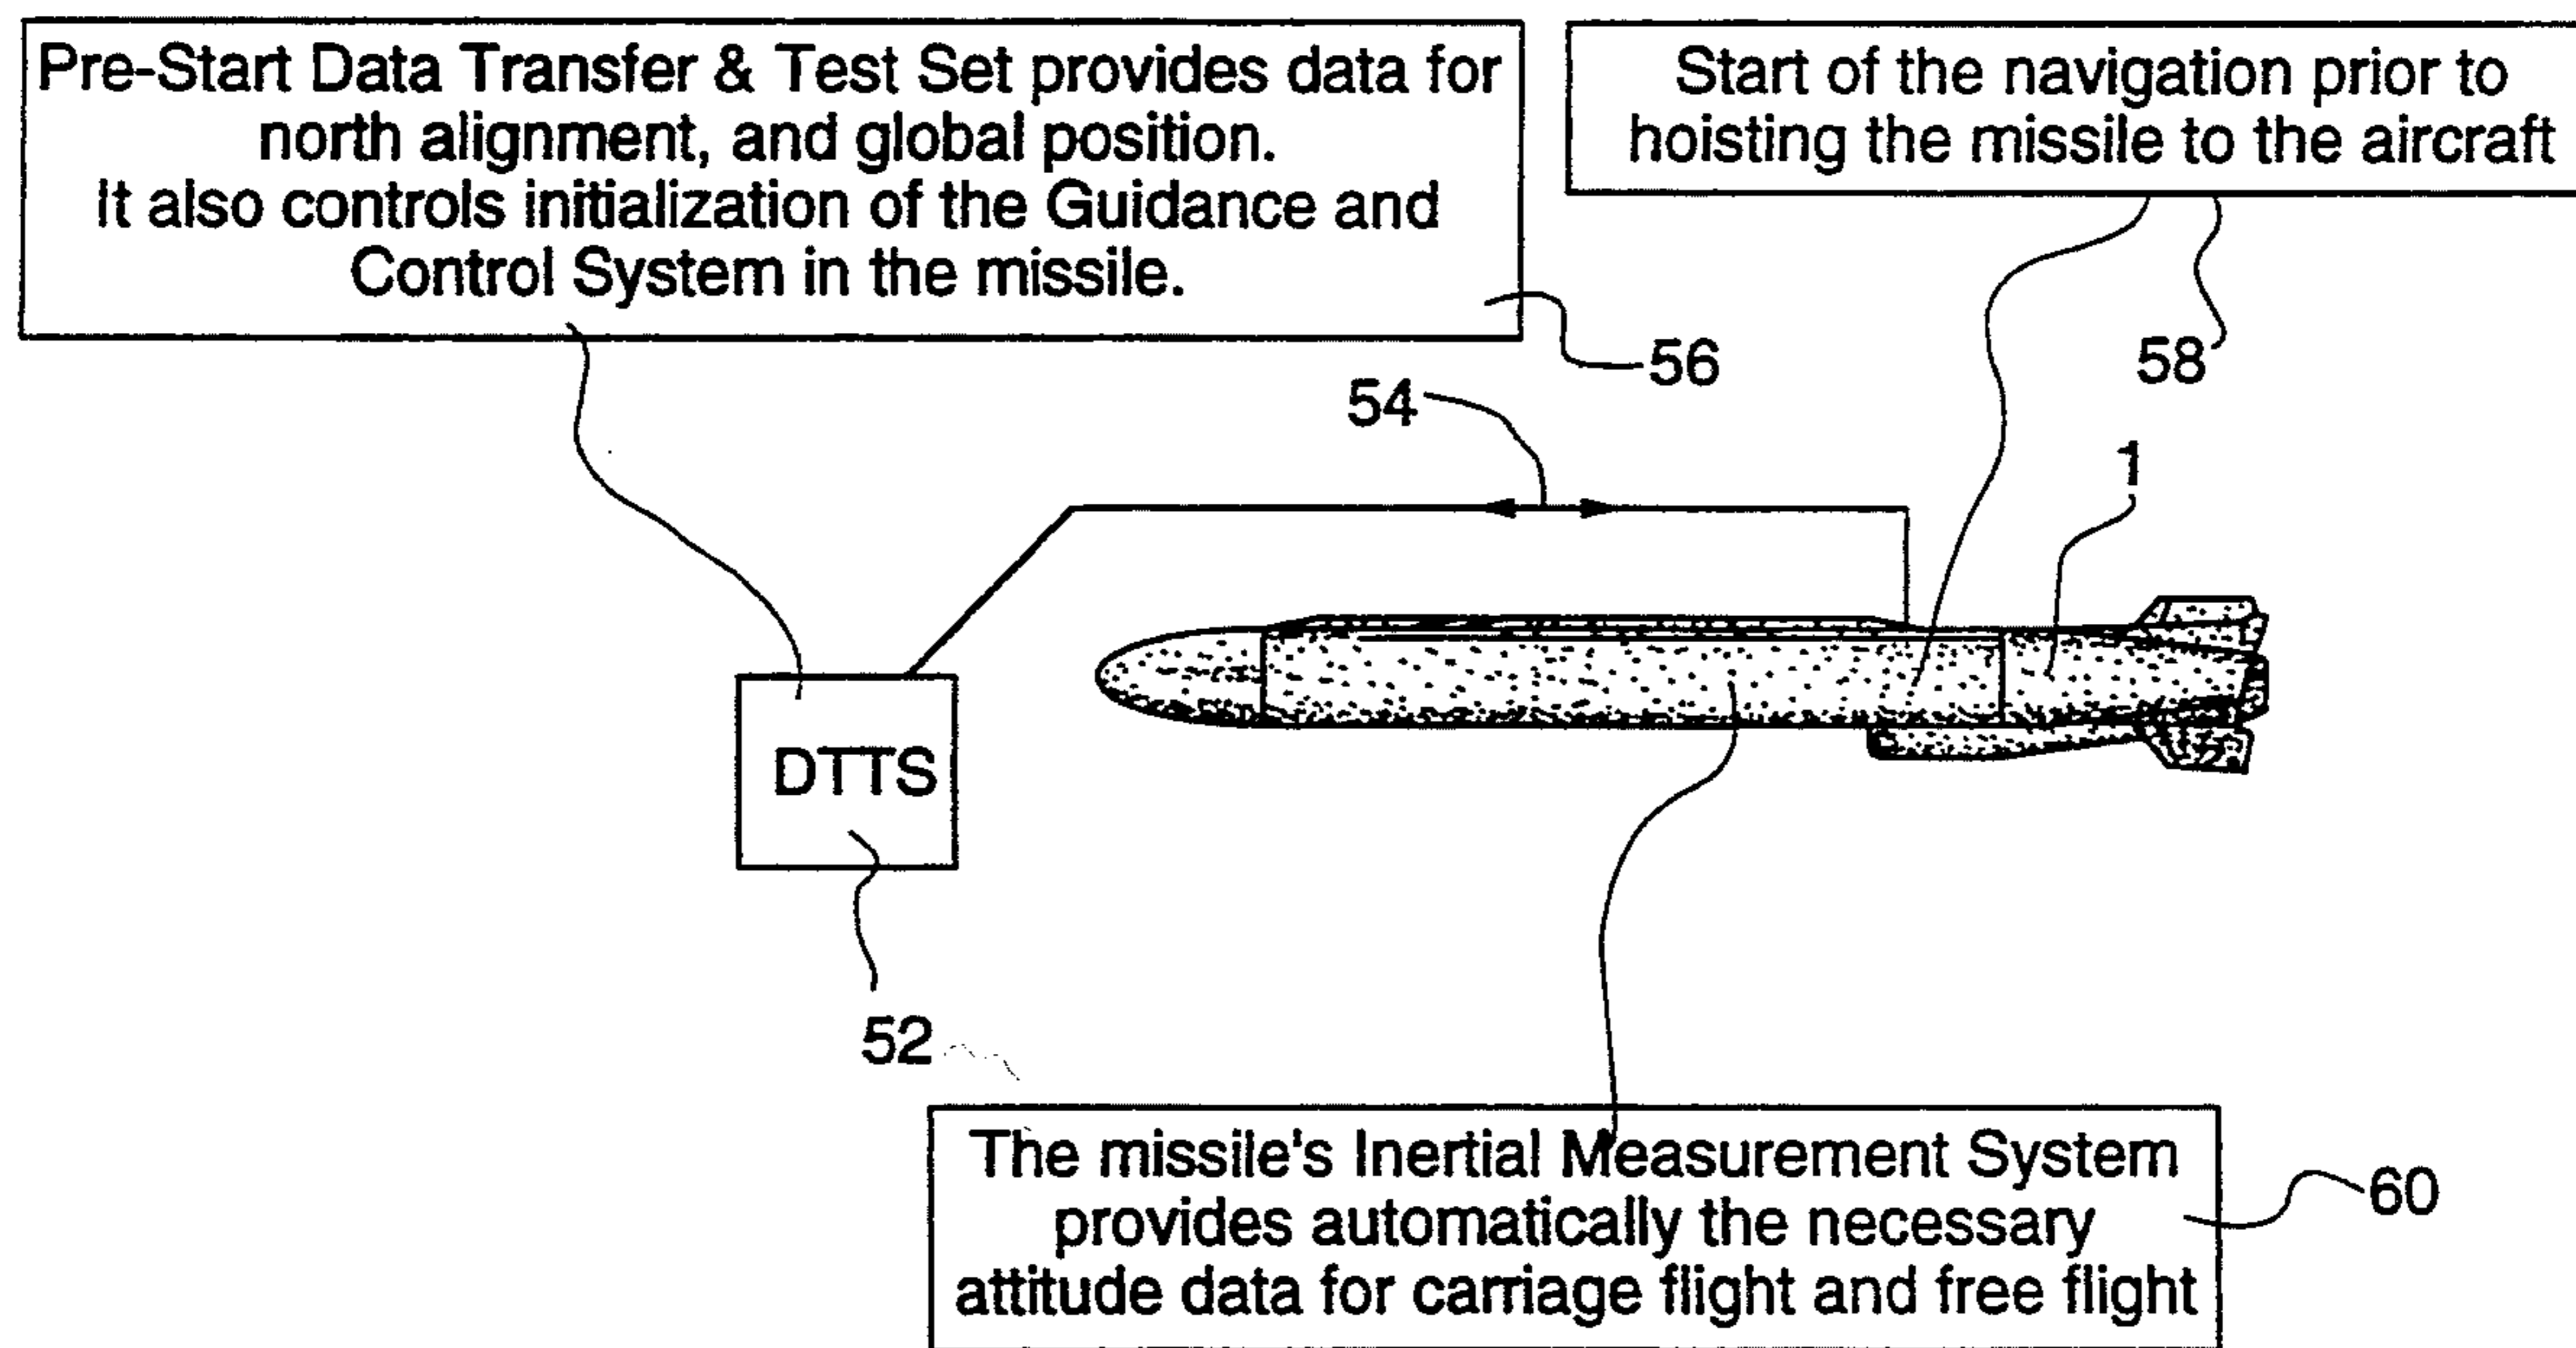 Pre-Start Data Transfer & Test Set provides data for
north alignment, and global position.
It also controls initialization of the Guidance and
Control System in the missile.
Start of the navigation prior to
hoisting the missile to the aircraft
56
58
54
1
DTTS
52
The missile's Inertial Measurement System
provides automatically the necessary
attitude data for carriage flight and free flight
60